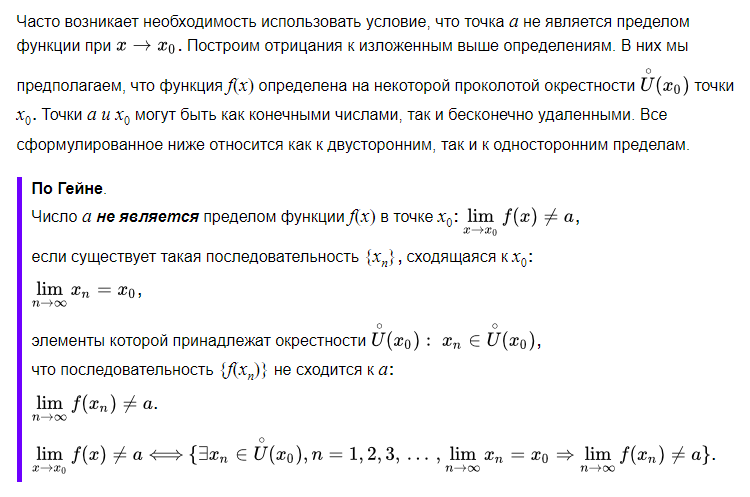 Часто возникает необходимость использовать условие, что точка a не является пределом
функции при x → x₀. Построим отрицания к изложенным выше определениям. В них мы
предполагаем, что функция f(x) определена на некоторой проколотой окрестности Ů(x₀) точки
x₀. Точки a и x₀ могут быть как конечными числами, так и бесконечно удаленными. Все
сформулированное ниже относится как к двусторонним, так и к односторонним пределам.
По Гейне.
Число a не является пределом функции f(x) в точке x₀: lim_{x→x₀} f(x) ≠ a,
если существует такая последовательность {xₙ}, сходящаяся к x₀:
lim_{n→∞} xₙ = x₀,
элементы которой принадлежат окрестности Ů(x₀) : xₙ ∈ Ů(x₀),
что последовательность {f(xₙ)} не сходится к a:
lim_{n→∞} f(xₙ) ≠ a.
lim_{x→x₀} f(x) ≠ a ⟺ {∃xₙ ∈ Ů(x₀), n = 1, 2, 3, … , lim_{n→∞} xₙ = x₀ ⇒ lim_{n→∞} f(xₙ) ≠ a}.